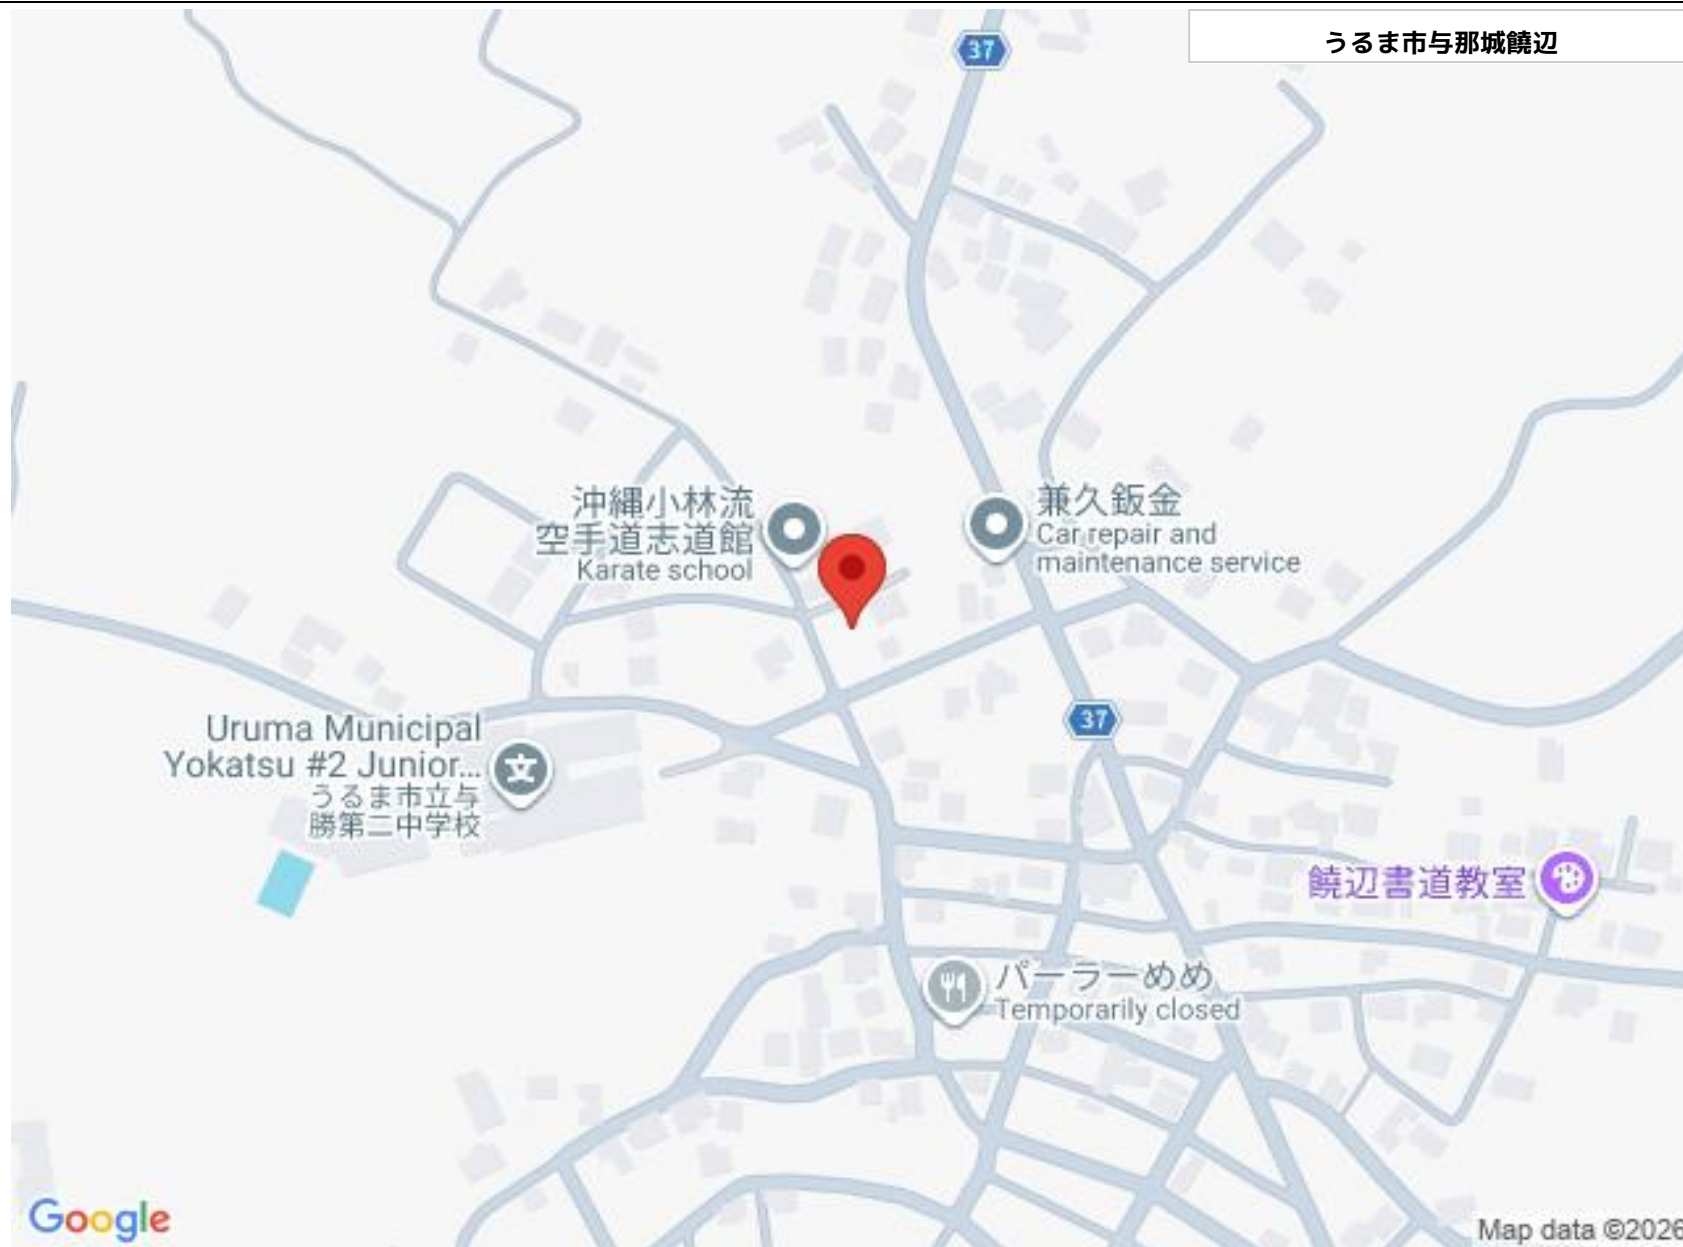 うるま市与那城饒辺
37
沖縄小林流
空手道志道館
Karate school
兼久鈑金
Car repair and
maintenance service
37
Uruma Municipal
Yokatsu #2 Junior...
うるま市立与
勝第二中学校
饒辺書道教室
パーラーめめ
Temporarily closed
Google
Map data ©2026